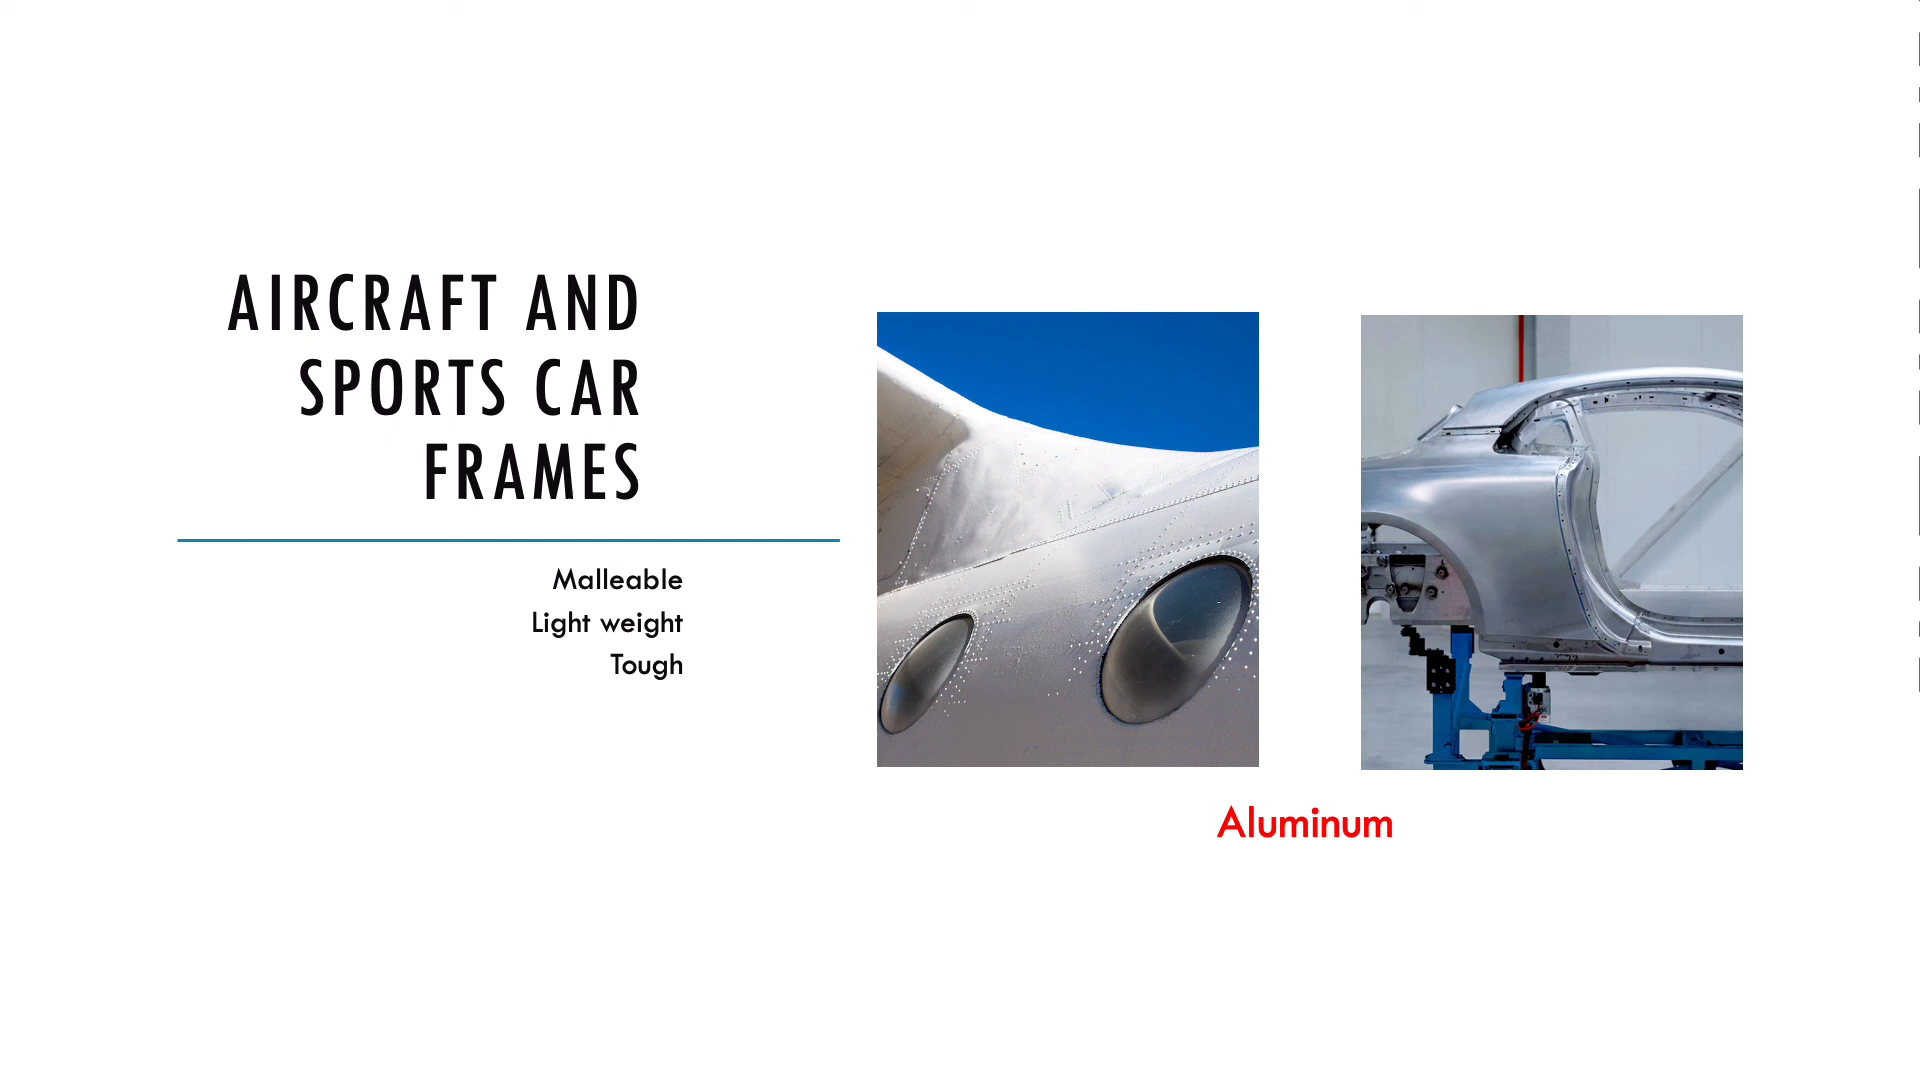 AIRCRAFT AND
SPORTS CAR
FRAMES
Malleable
Light weight
Tough
Aluminum